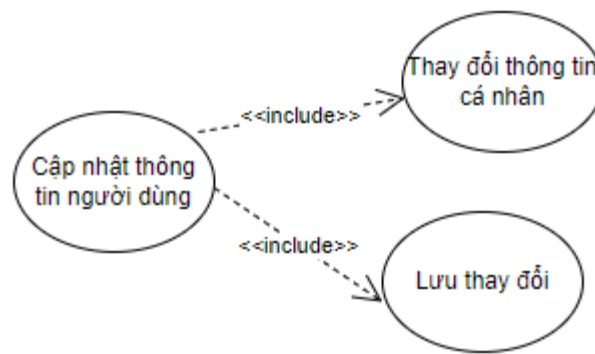 Thay đổi thông tin
cá nhân
<<include>>
Cập nhật thông
tin người dùng
<<include>>
Lưu thay đổi